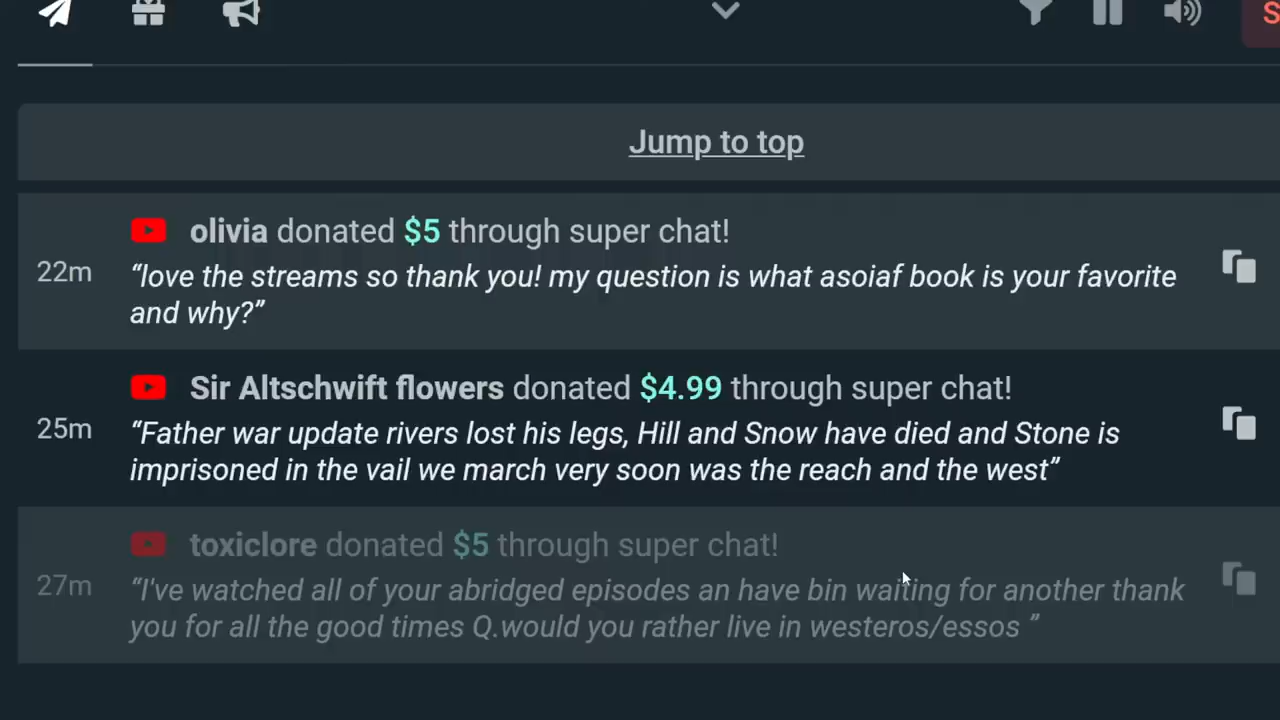 S
Jump to top
olivia donated $5 through super chat!
22m
“love the streams so thank you! my question is what asoiaf book is your favorite
and why?”
Sir Altschwift flowers donated $4.99 through super chat!
25m
“Father war update rivers lost his legs, Hill and Snow have died and Stone is
imprisoned in the vail we march very soon was the reach and the west”
toxiclore donated $5 through super chat!
27m
“I've watched all of your abridged episodes an have bin waiting for another thank
you for all the good times Q.would you rather live in westeros/essos ”